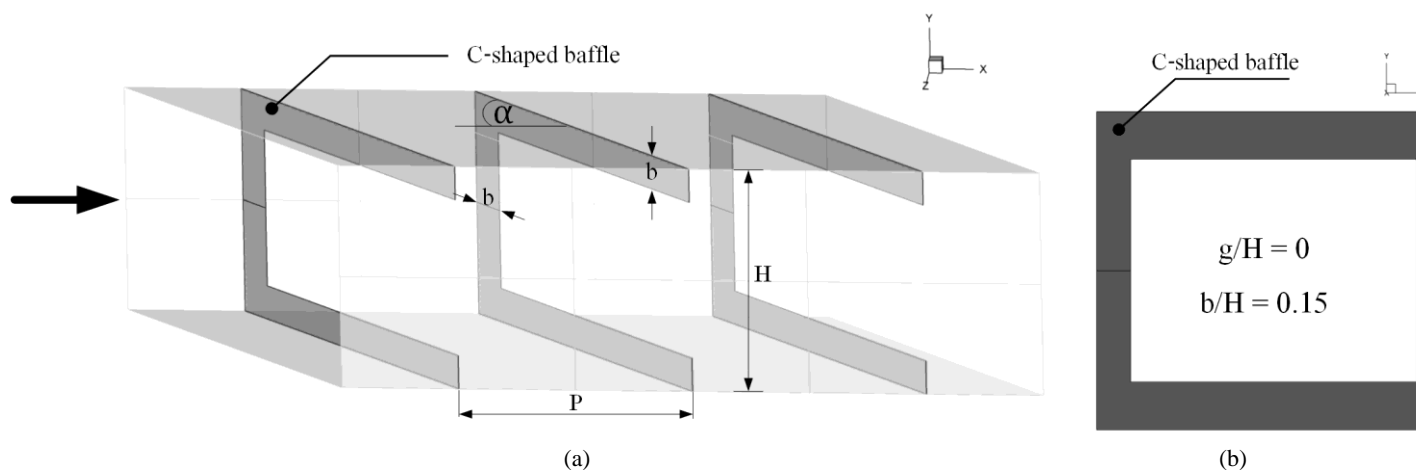 C-shaped baffle
α
b
b
H
P
Y
X
Z
(a)
C-shaped baffle
Y
g/H = 0
b/H = 0.15
(b)